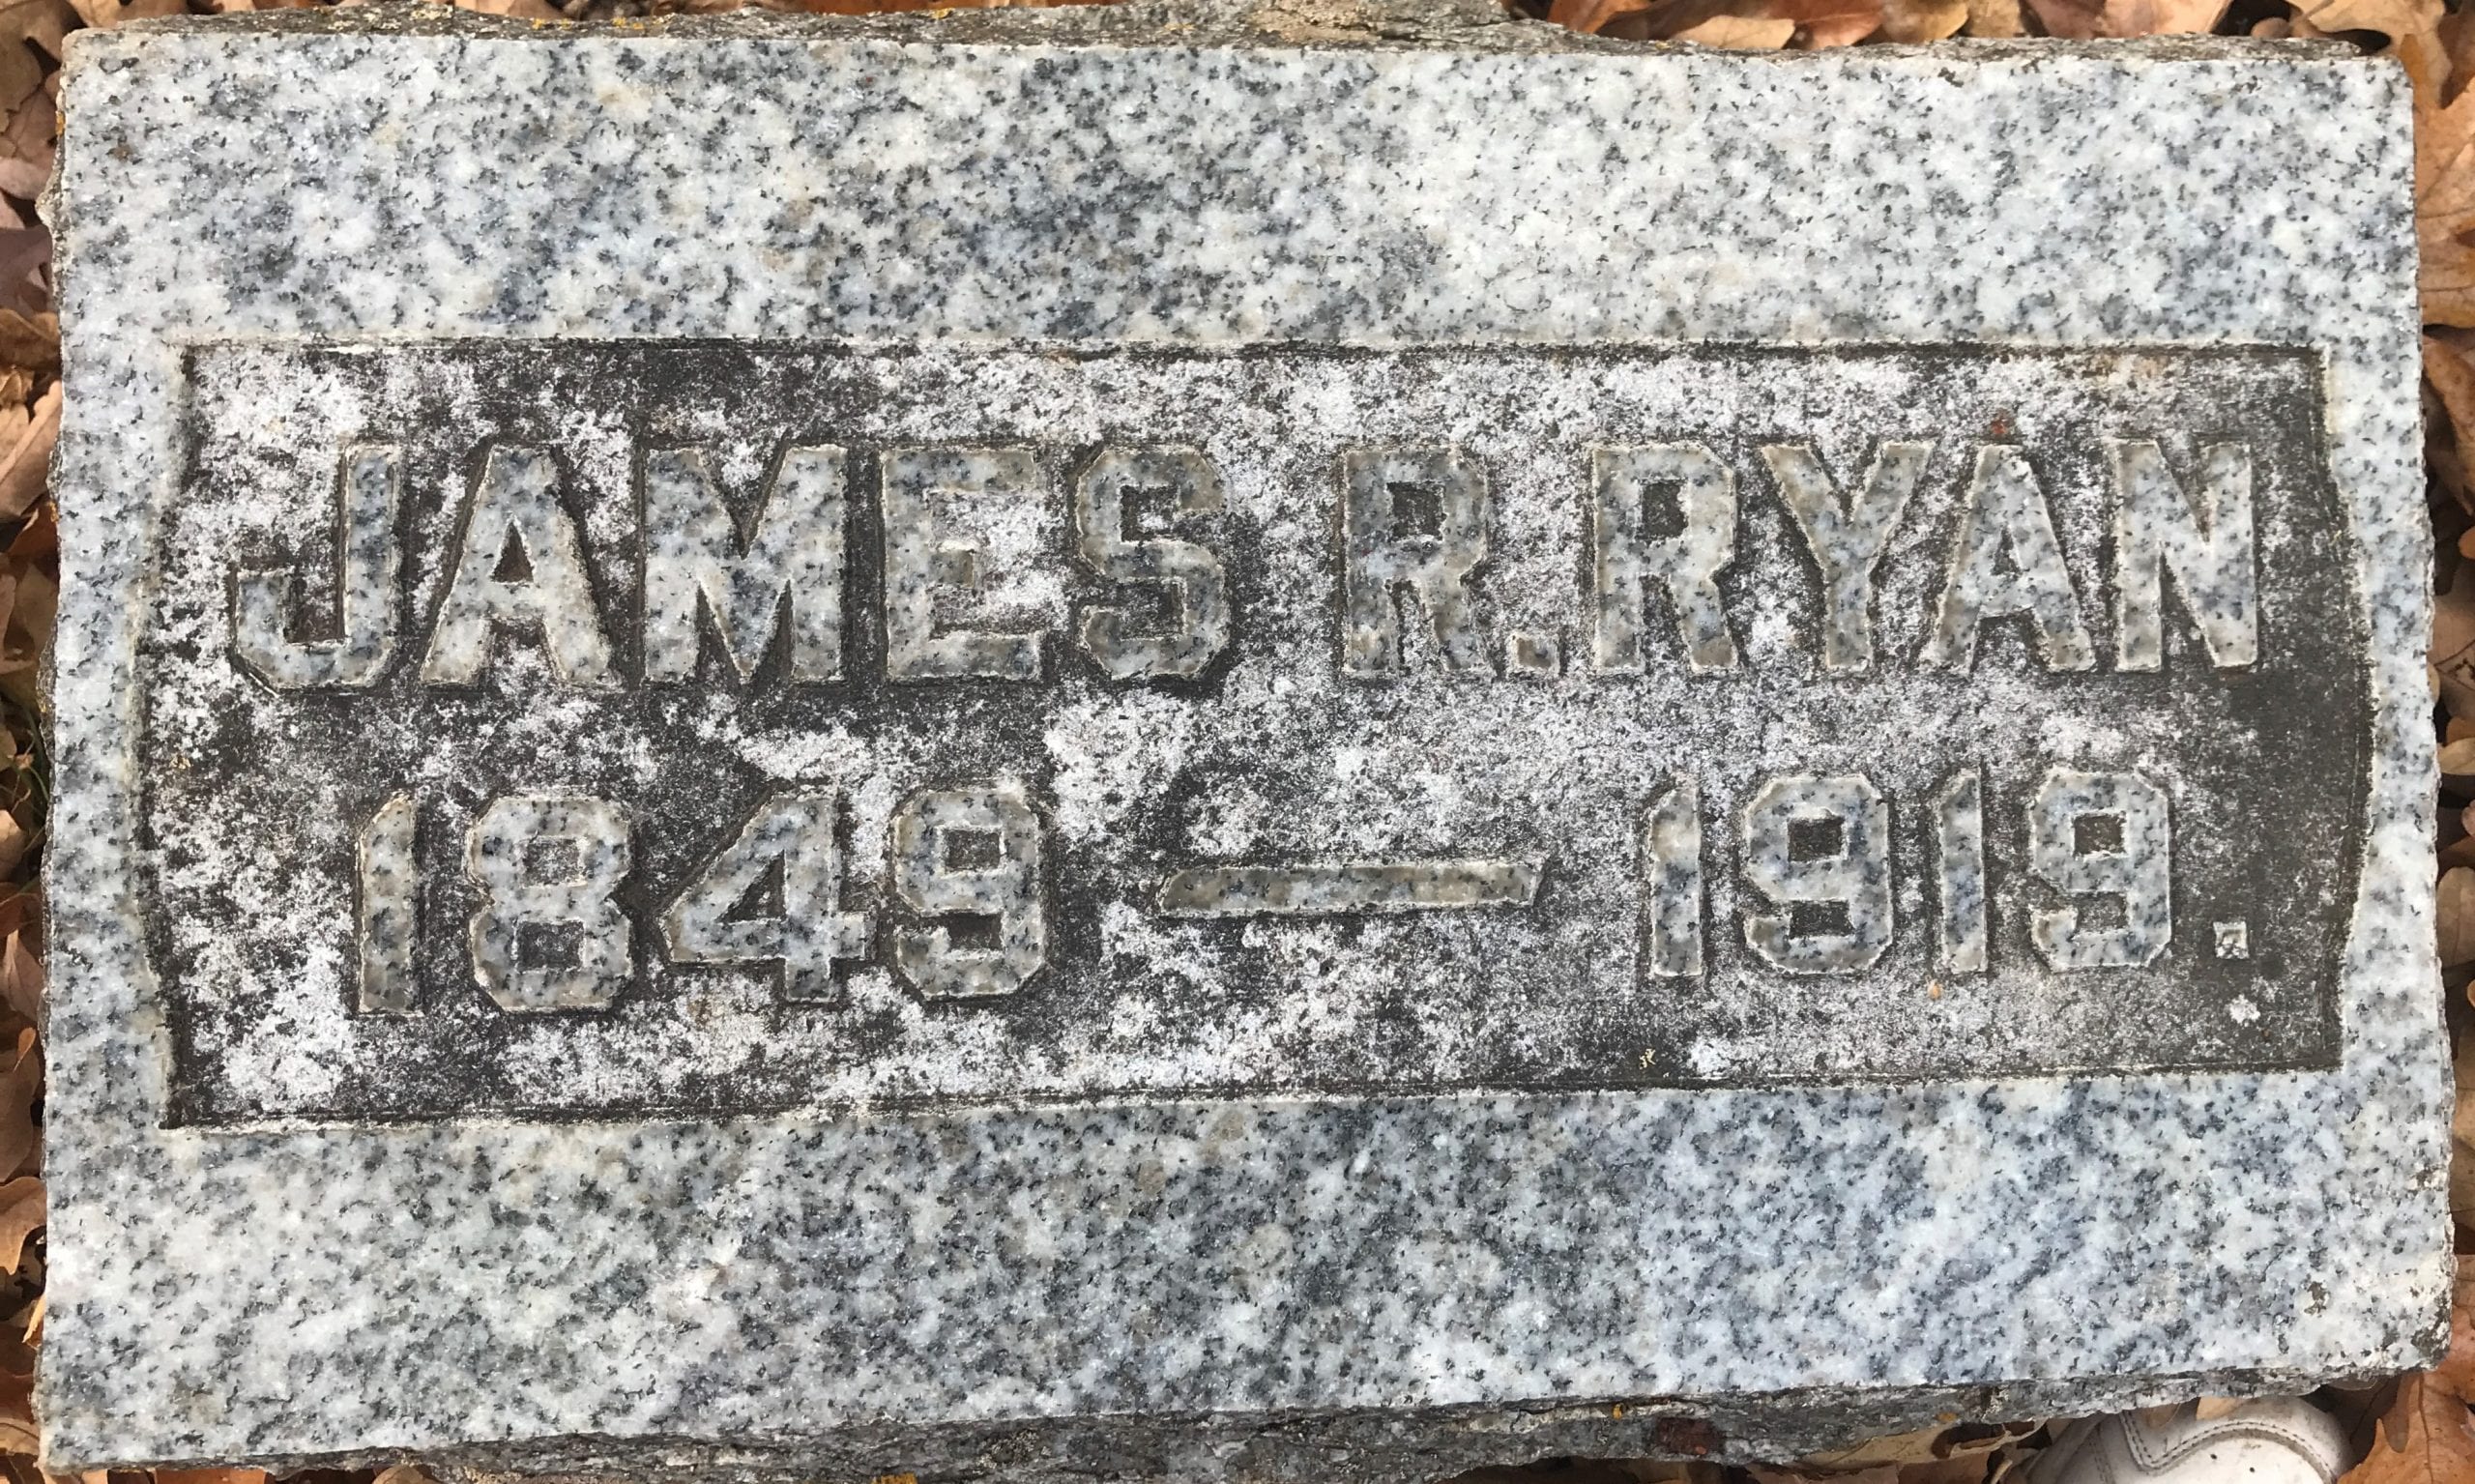 JAMES R. RYAN
1849 — 1919.